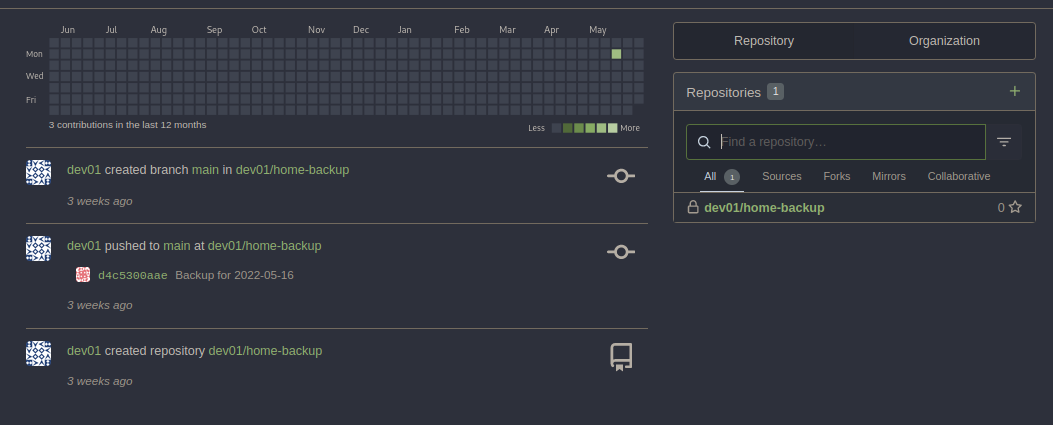 Jun Jul Aug Sep Oct Nov Dec Jan Feb Mar Apr May
Mon
Wed
Fri
3 contributions in the last 12 months
Less More
dev01 created branch main in dev01/home-backup
3 weeks ago
dev01 pushed to main at dev01/home-backup
d4c5300aae Backup for 2022-05-16
3 weeks ago
dev01 created repository dev01/home-backup
3 weeks ago
Repository Organization
Repositories 1 +
Find a repository…
All 1 Sources Forks Mirrors Collaborative
dev01/home-backup 0